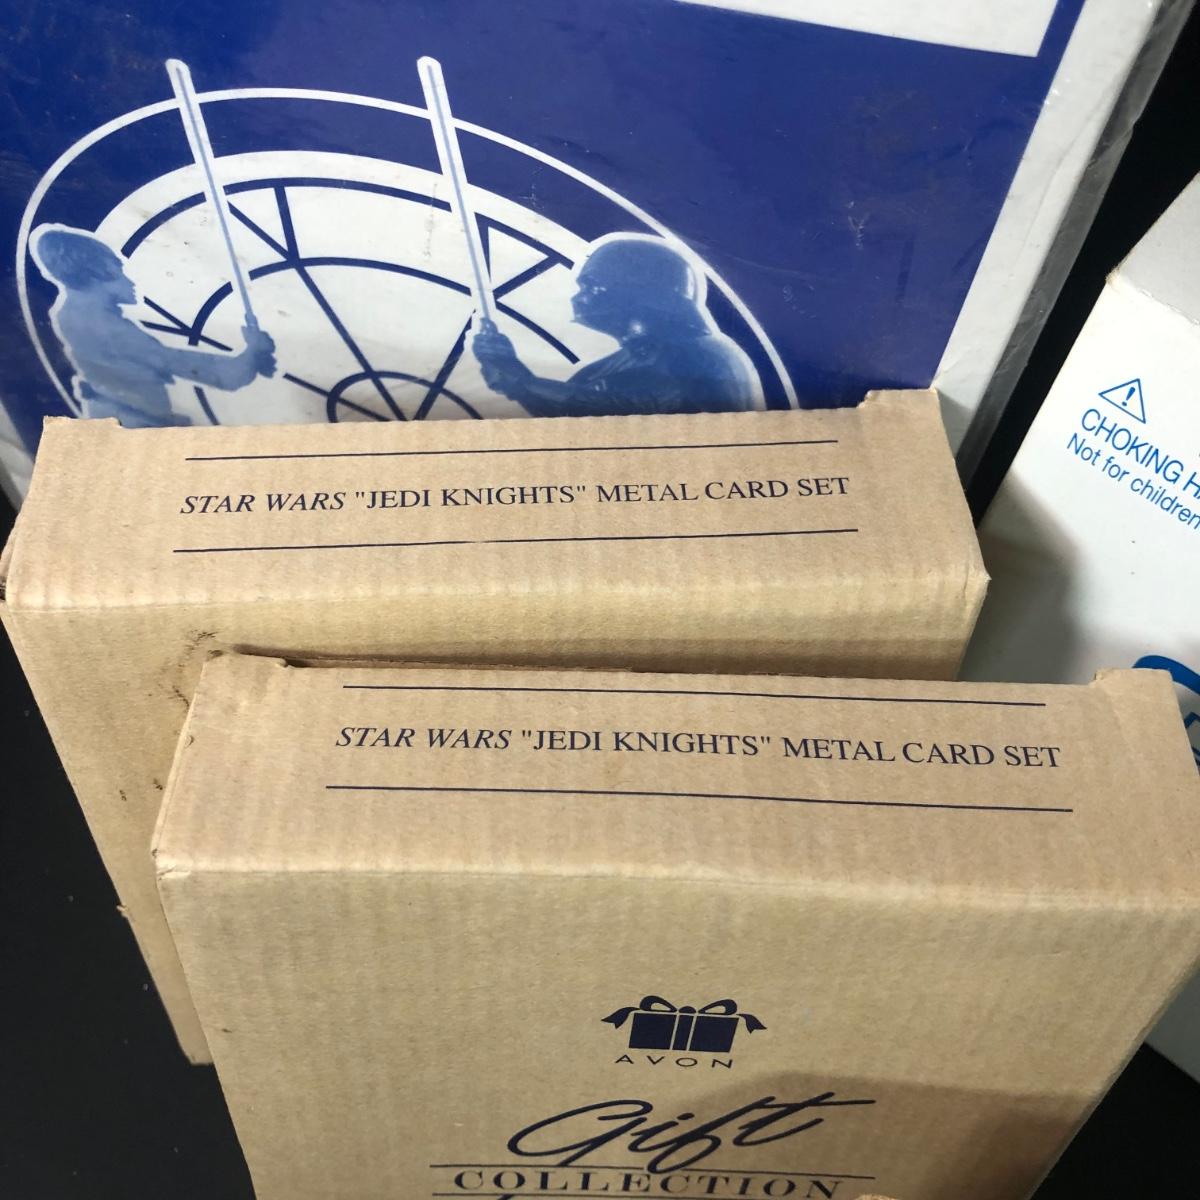 CHOKING
Not for children
STAR WARS "JEDI KNIGHTS" METAL CARD SET
STAR WARS "JEDI KNIGHTS" METAL CARD SET
AVON
Gift
COLLECTION